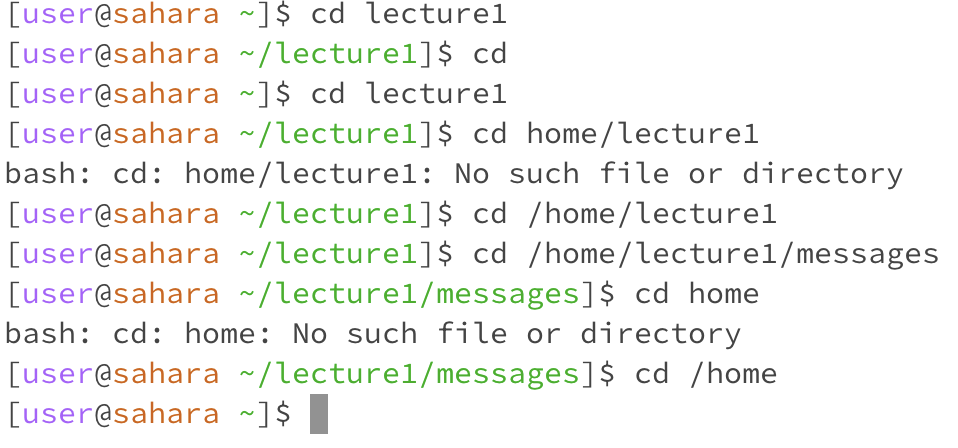 [user@sahara ~]$ cd lecture1
[user@sahara ~/lecture1]$ cd
[user@sahara ~]$ cd lecture1
[user@sahara ~/lecture1]$ cd home/lecture1
bash: cd: home/lecture1: No such file or directory
[user@sahara ~/lecture1]$ cd /home/lecture1
[user@sahara ~/lecture1]$ cd /home/lecture1/messages
[user@sahara ~/lecture1/messages]$ cd home
bash: cd: home: No such file or directory
[user@sahara ~/lecture1/messages]$ cd /home
[user@sahara ~]$